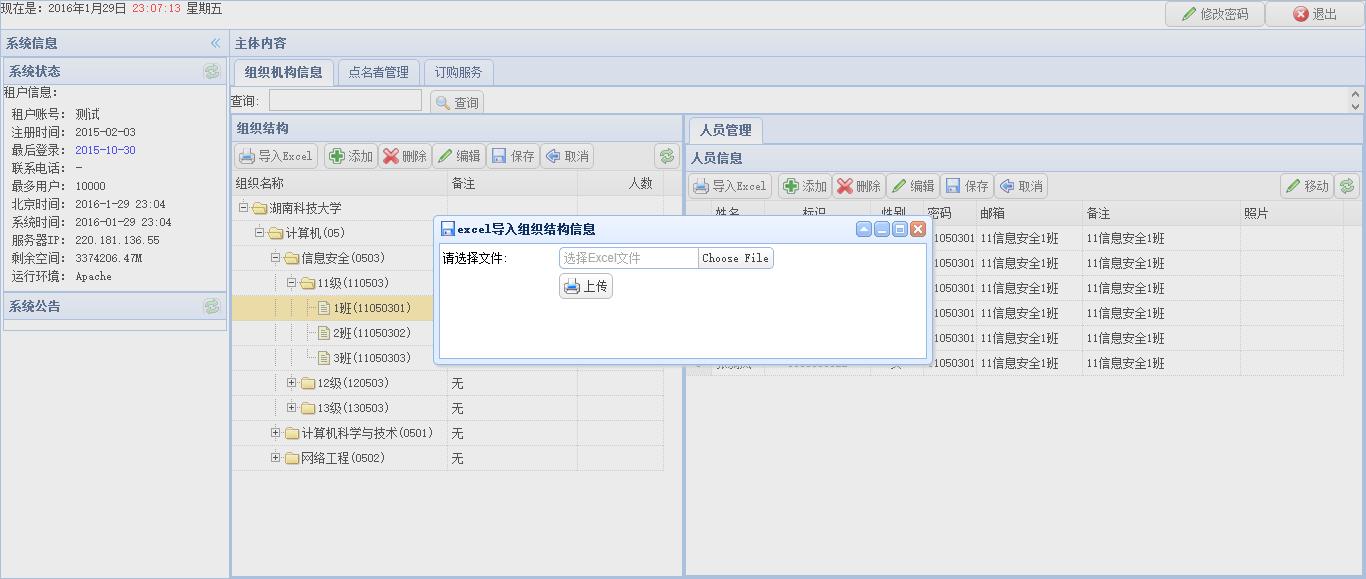 现在是: 2016年1月29日 23:07:13 星期五
修改密码 退出
系统信息
主体内容
系统状态
组织机构信息 点名者管理 订购服务
租户信息:
查询: 查询
租户账号: 测试
注册时间: 2015-02-03
最后登录: 2015-10-30
联系电话: -
最多用户: 10000
北京时间: 2016-1-29 23:04
系统时间: 2016-01-29 23:04
服务器IP: 220.181.136.55
剩余空间: 3374206.47M
运行环境: Apache
系统公告
组织结构
导入Excel 添加 删除 编辑 保存 取消
组织名称 备注 人数
湖南科技大学
计算机(05)
信息安全(0503)
11级(110503)
1班(11050301)
2班(11050302)
3班(11050303)
12级(120503) 无
13级(130503) 无
计算机科学与技术(0501) 无
网络工程(0502) 无
人员管理
人员信息
导入Excel 添加 删除 编辑 保存 取消 移动
姓名 标识 性别 密码 邮箱 备注 照片
11050301 11信息安全1班 11信息安全1班
11050301 11信息安全1班 11信息安全1班
11050301 11信息安全1班 11信息安全1班
11050301 11信息安全1班 11信息安全1班
11050301 11信息安全1班 11信息安全1班
11050301 11信息安全1班 11信息安全1班
excel导入组织结构信息
请选择文件: 选择Excel文件 Choose File
上传